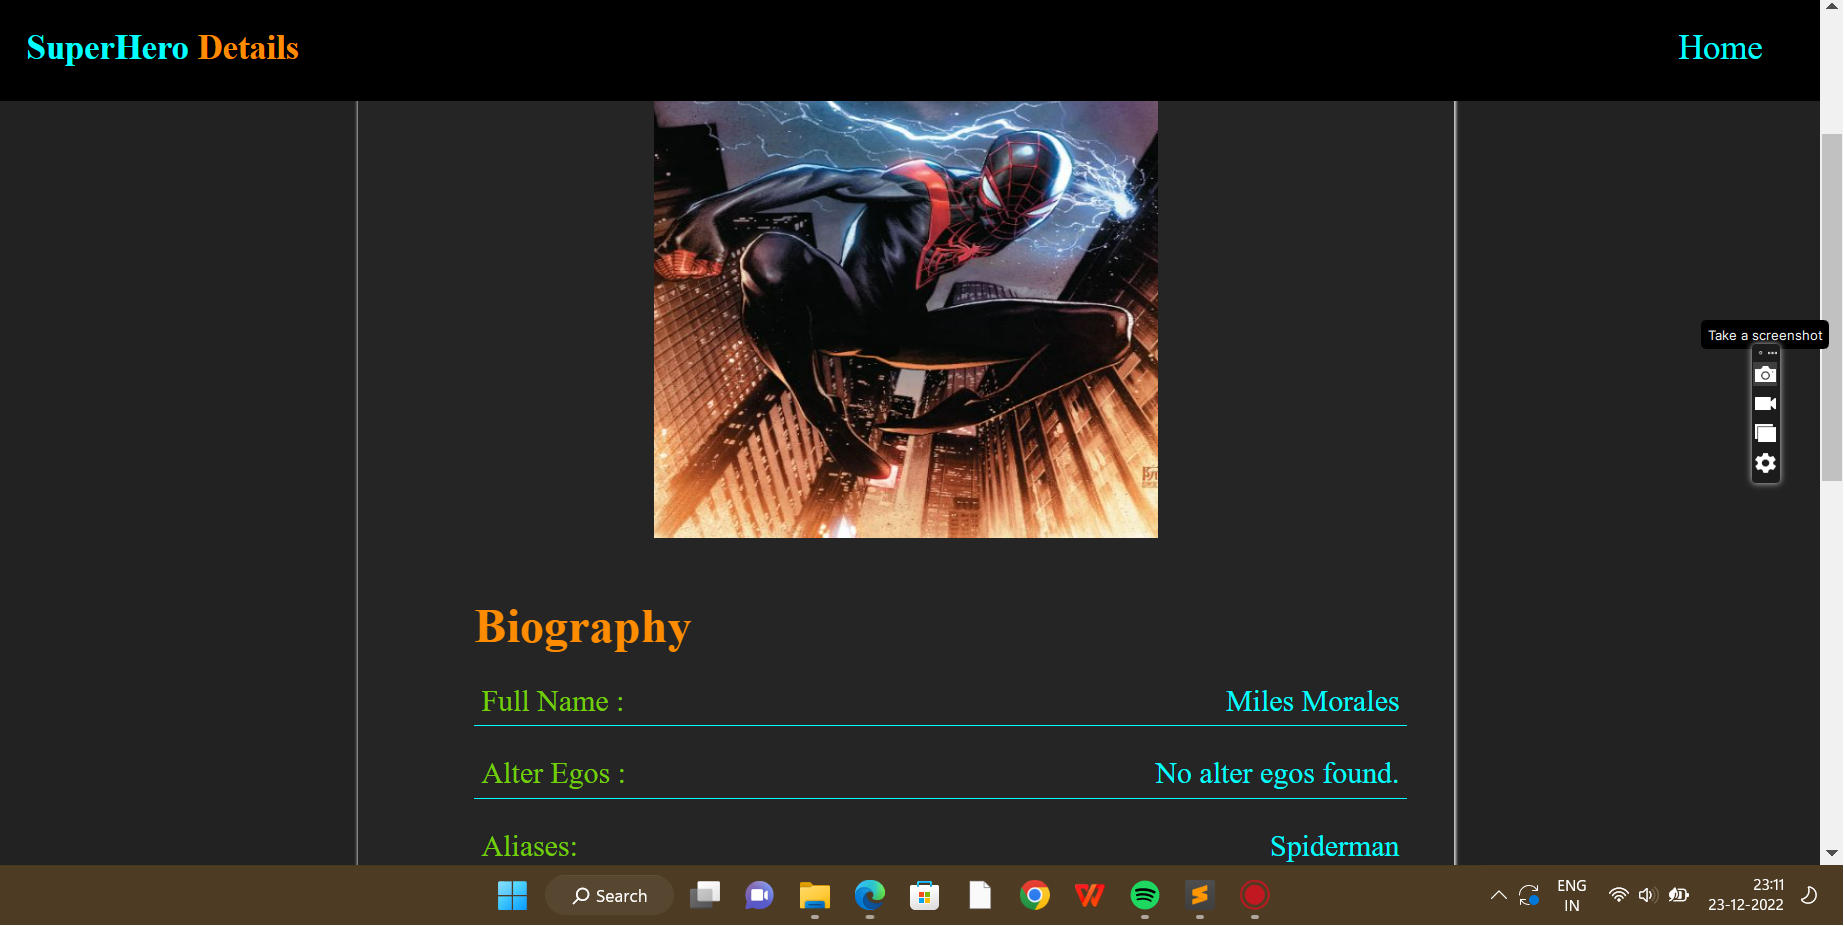 SuperHero Details
Home
Take a screenshot
Biography
Full Name :
Miles Morales
Alter Egos :
No alter egos found.
Aliases:
Spiderman
Search
ENG
IN
23:11
23-12-2022